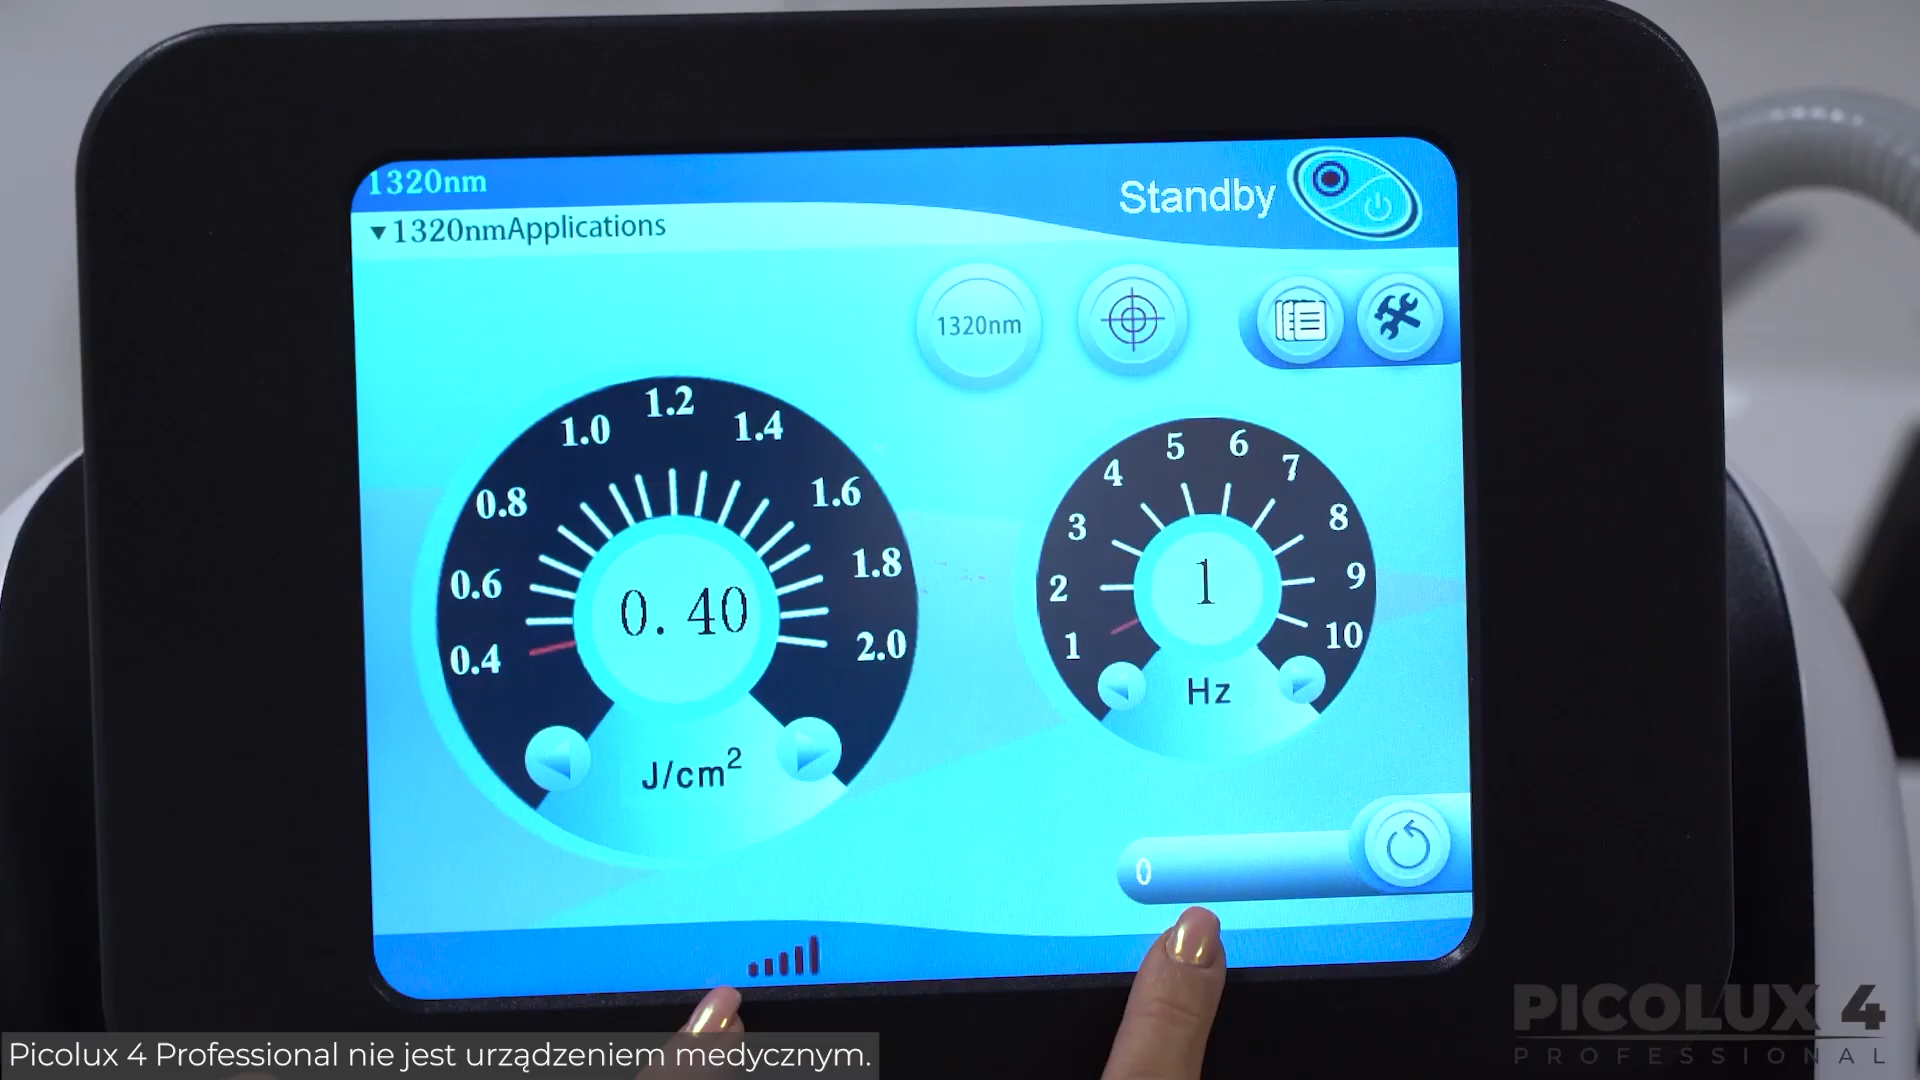 1320nm
Standby
▼1320nmApplications
1320nm
0.4
0.6
0.8
1.0
1.2
1.4
1.6
1.8
2.0
0.40
J/cm²
1
2
3
4
5
6
7
8
9
10
1
Hz
0
Picolux 4 Professional nie jest urządzeniem medycznym.
PICOLUX 4
PROFESSIONAL